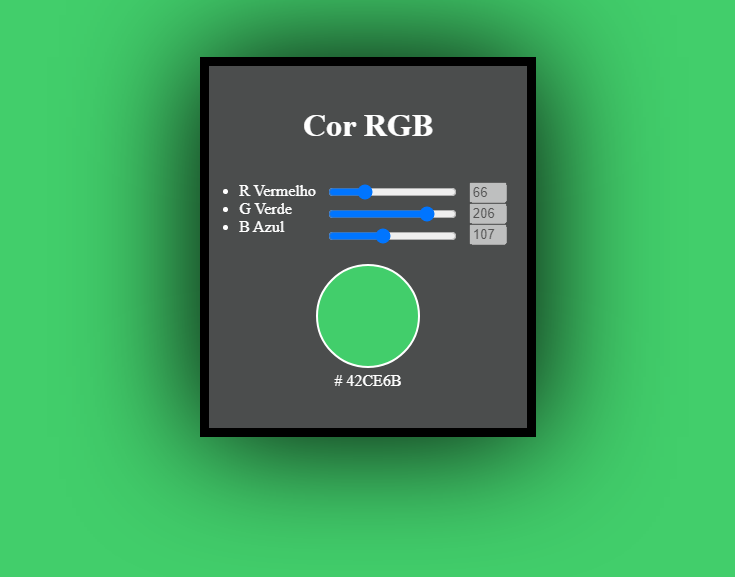 Cor RGB
R Vermelho 66
G Verde 206
B Azul 107
# 42CE6B